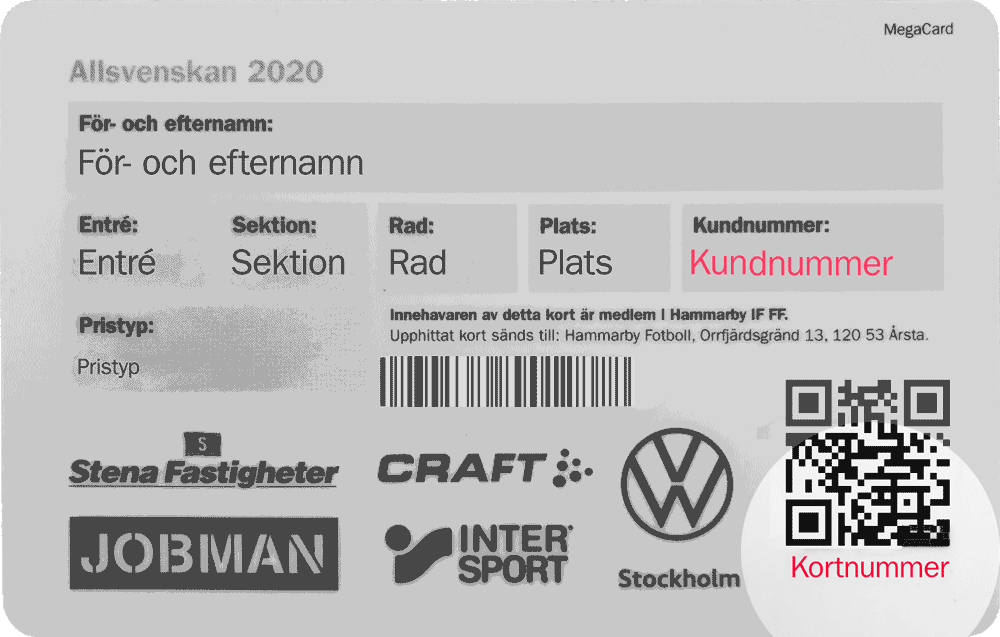 MegaCard
Allsvenskan 2020
För- och efternamn:
För- och efternamn
Entré:
Entré
Sektion:
Sektion
Rad:
Rad
Plats:
Plats
Kundnummer:
Kundnummer
Pristyp:
Pristyp
Innehavaren av detta kort är medlem I Hammarby IF FF.
Upphittat kort sänds till: Hammarby Fotboll, Orrfjärdsgränd 13, 120 53 Årsta.
S
Stena Fastigheter
CRAFT
JOBMAN
INTER
SPORT
Stockholm
Kortnummer